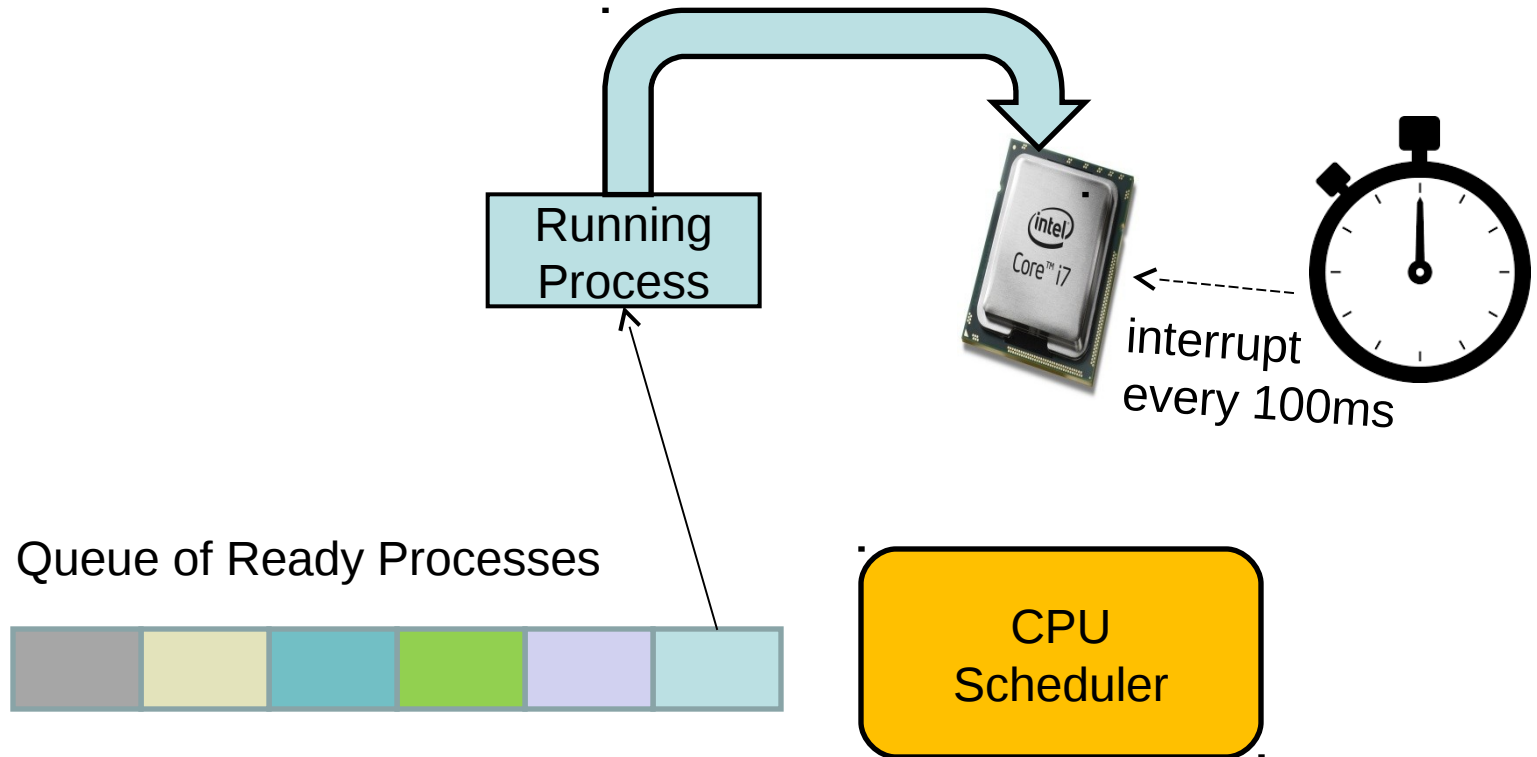 Running
Process
intel
Core™ i7
interrupt
every 100ms
Queue of Ready Processes
CPU
Scheduler